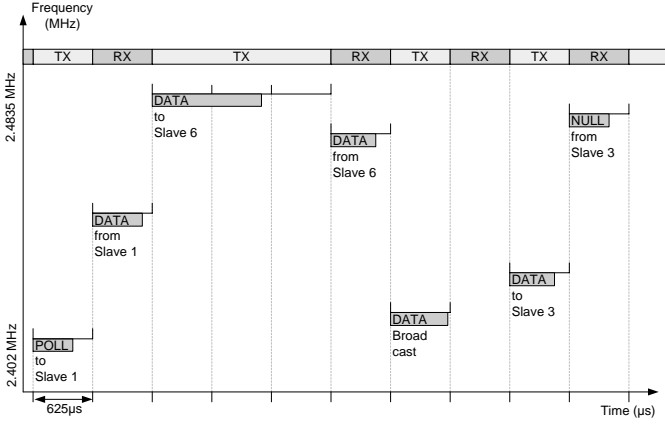 Frequency
(MHz)
TX RX TX RX TX RX TX RX
2.4835 MHz
DATA
to
Slave 6
DATA
from
Slave 6
NULL
from
Slave 3
DATA
from
Slave 1
DATA
to
Slave 3
DATA
Broad
cast
2.402 MHz
POLL
to
Slave 1
625µs
Time (µs)